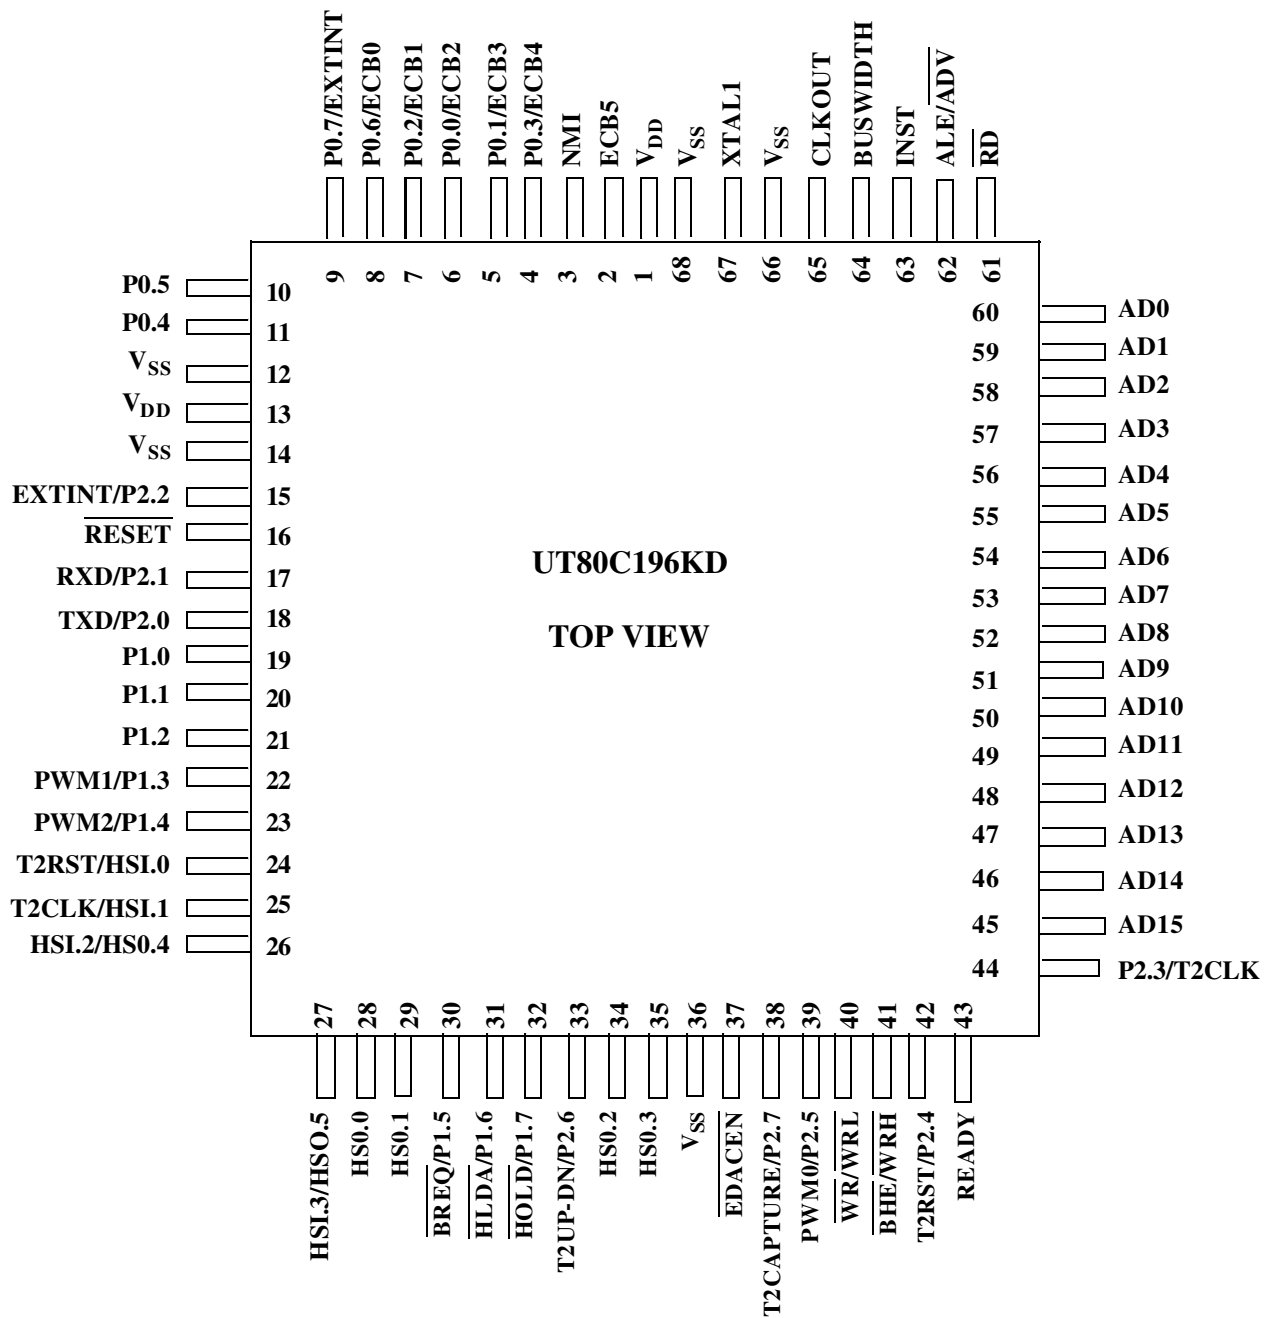 P0.7/EXTINT
P0.6/ECB0
P0.2/ECB1
P0.0/ECB2
P0.1/ECB3
P0.3/ECB4
NMI
ECB5
VDD
VSS
XTAL1
VSS
CLKOUT
BUSWIDTH
INST
ALE/ADV
RD
9
8
7
6
5
4
3
2
1
68
67
66
65
64
63
62
61
P0.5 10
P0.4 11
VSS 12
VDD 13
VSS 14
EXTINT/P2.2 15
RESET 16
RXD/P2.1 17
TXD/P2.0 18
P1.0 19
P1.1 20
P1.2 21
PWM1/P1.3 22
PWM2/P1.4 23
T2RST/HSI.0 24
T2CLK/HSI.1 25
HSI.2/HS0.4 26
UT80C196KD
TOP VIEW
60 AD0
59 AD1
58 AD2
57 AD3
56 AD4
55 AD5
54 AD6
53 AD7
52 AD8
51 AD9
50 AD10
49 AD11
48 AD12
47 AD13
46 AD14
45 AD15
44 P2.3/T2CLK
27
28
29
30
31
32
33
34
35
36
37
38
39
40
41
42
43
HSI.3/HSO.5
HS0.0
HS0.1
BREQ/P1.5
HLDA/P1.6
HOLD/P1.7
T2UP-DN/P2.6
HS0.2
HS0.3
VSS
EDACEN
T2CAPTURE/P2.7
PWM0/P2.5
WR/WRL
BHE/WRH
T2RST/P2.4
READY